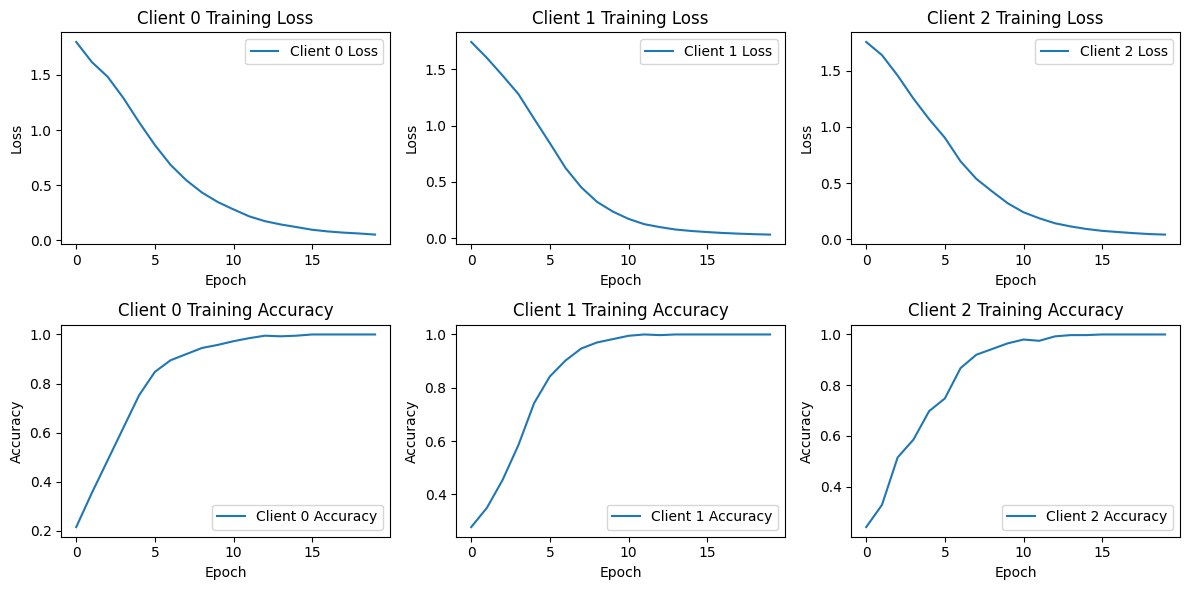 Client 0 Training Loss
Client 0 Loss
Loss
1.5
1.0
0.5
0.0
0 5 10 15
Epoch
Client 1 Training Loss
Client 1 Loss
Loss
1.5
1.0
0.5
0.0
0 5 10 15
Epoch
Client 2 Training Loss
Client 2 Loss
Loss
1.5
1.0
0.5
0.0
0 5 10 15
Epoch
Client 0 Training Accuracy
Client 0 Accuracy
Accuracy
1.0
0.8
0.6
0.4
0.2
0 5 10 15
Epoch
Client 1 Training Accuracy
Client 1 Accuracy
Accuracy
1.0
0.8
0.6
0.4
0 5 10 15
Epoch
Client 2 Training Accuracy
Client 2 Accuracy
Accuracy
1.0
0.8
0.6
0.4
0 5 10 15
Epoch